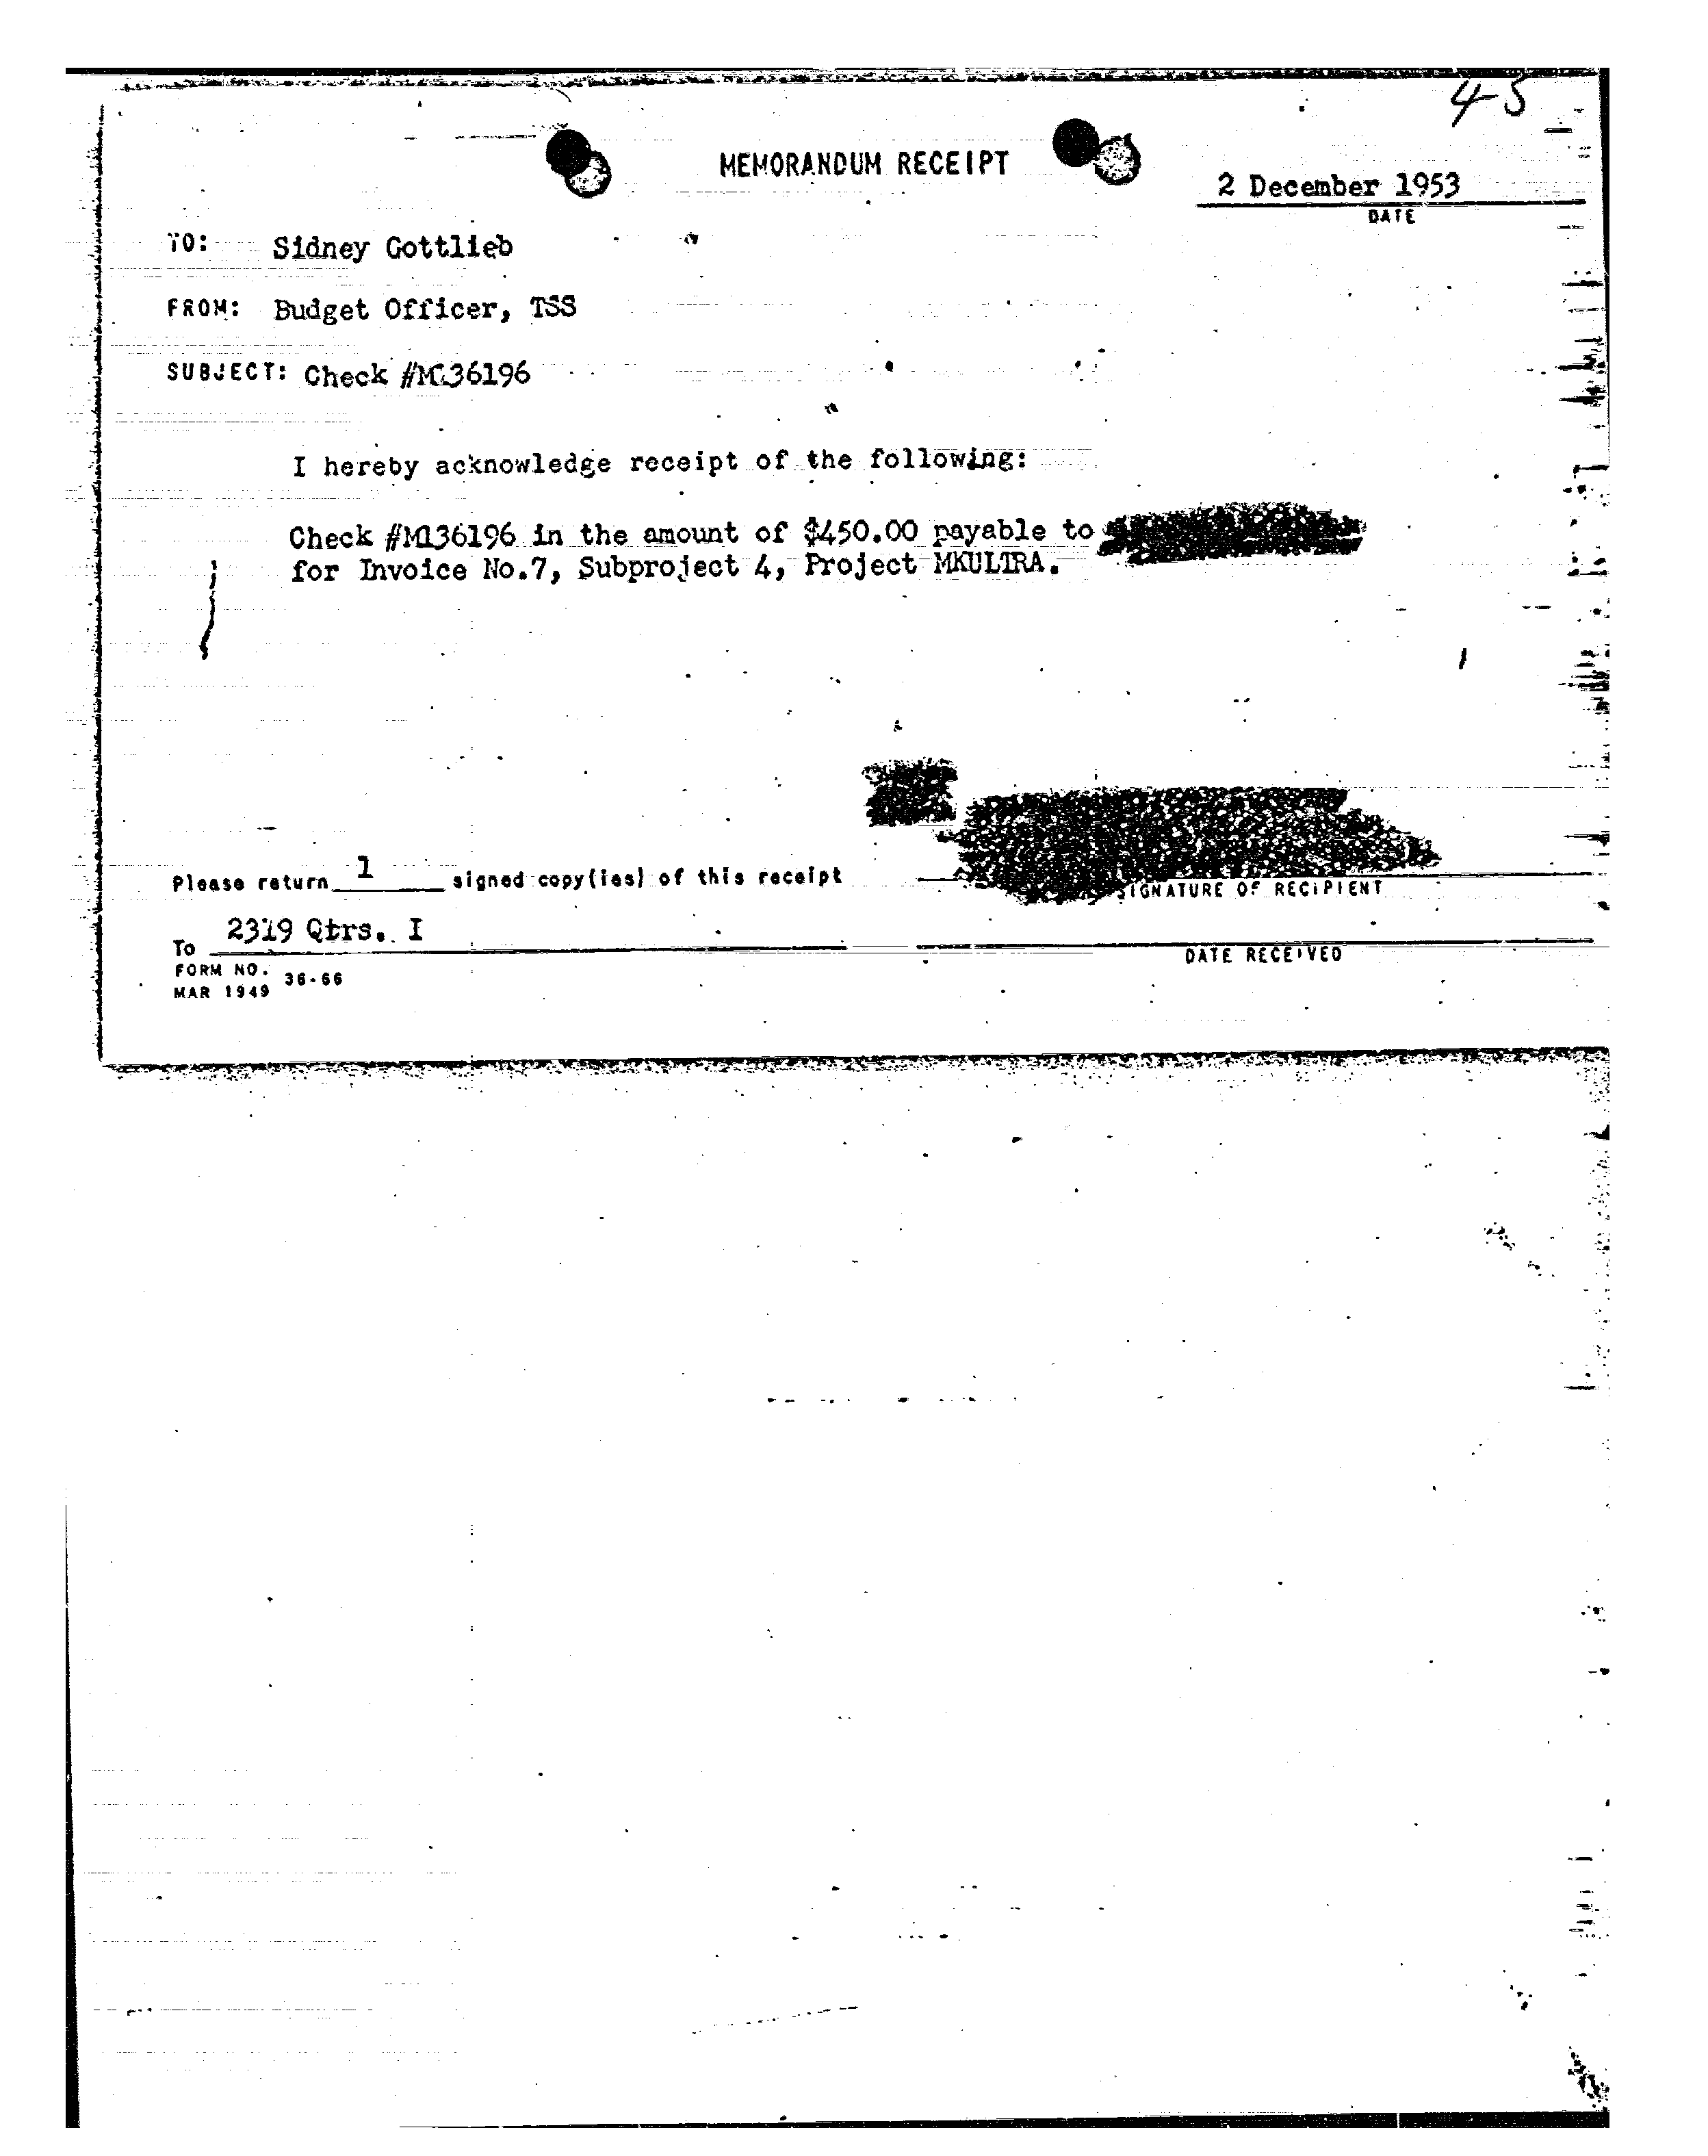 45
MEMORANDUM RECEIPT
2 December 1953
DATE
TO: Sidney Gottlieb
FROM: Budget Officer, TSS
SUBJECT: Check #M136196
I hereby acknowledge receipt of the following:
Check #M136196 in the amount of $450.00 payable to
for Invoice No.7, Subproject 4, Project MKULTRA.
Please return 1 signed copy(ies) of this receipt
SIGNATURE OF RECIPIENT
To 2319 Qtrs. I
DATE RECEIVED
FORM NO. 36-66
MAR 1949